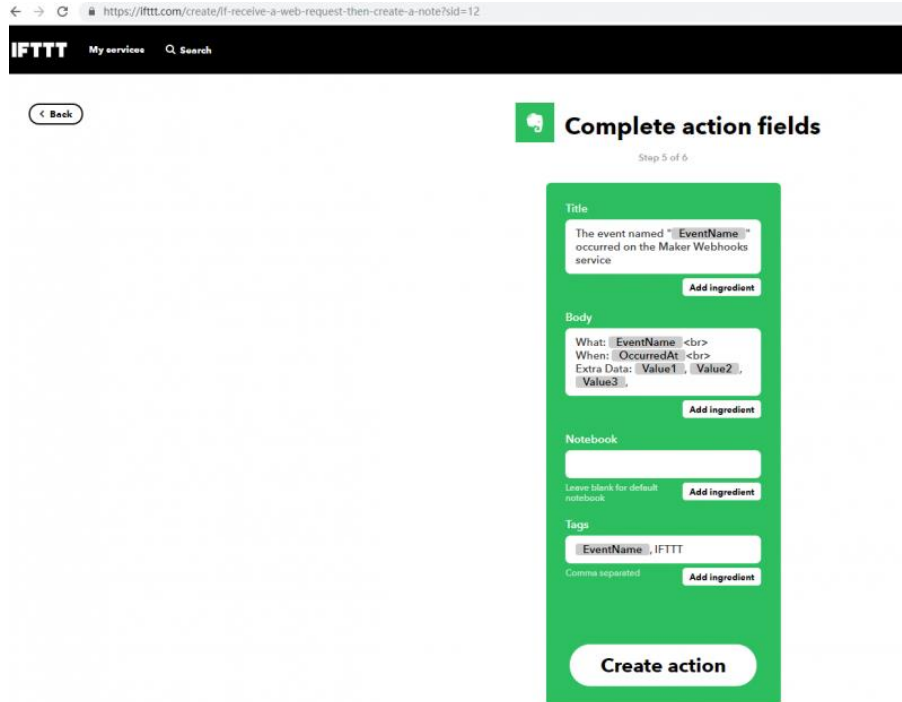 https://ifttt.com/create/if-receive-a-web-request-then-create-a-note?sid=12
IFTTT My services Search
Back
Complete action fields
Step 5 of 6
Title
The event named " EventName "
occurred on the Maker Webhooks
service
Add ingredient
Body
What: EventName <br>
When: OccurredAt <br>
Extra Data: Value1 , Value2 ,
Value3 ,
Add ingredient
Notebook
Leave blank for default
notebook
Add ingredient
Tags
EventName , IFTTT
Comma separated
Add ingredient
Create action